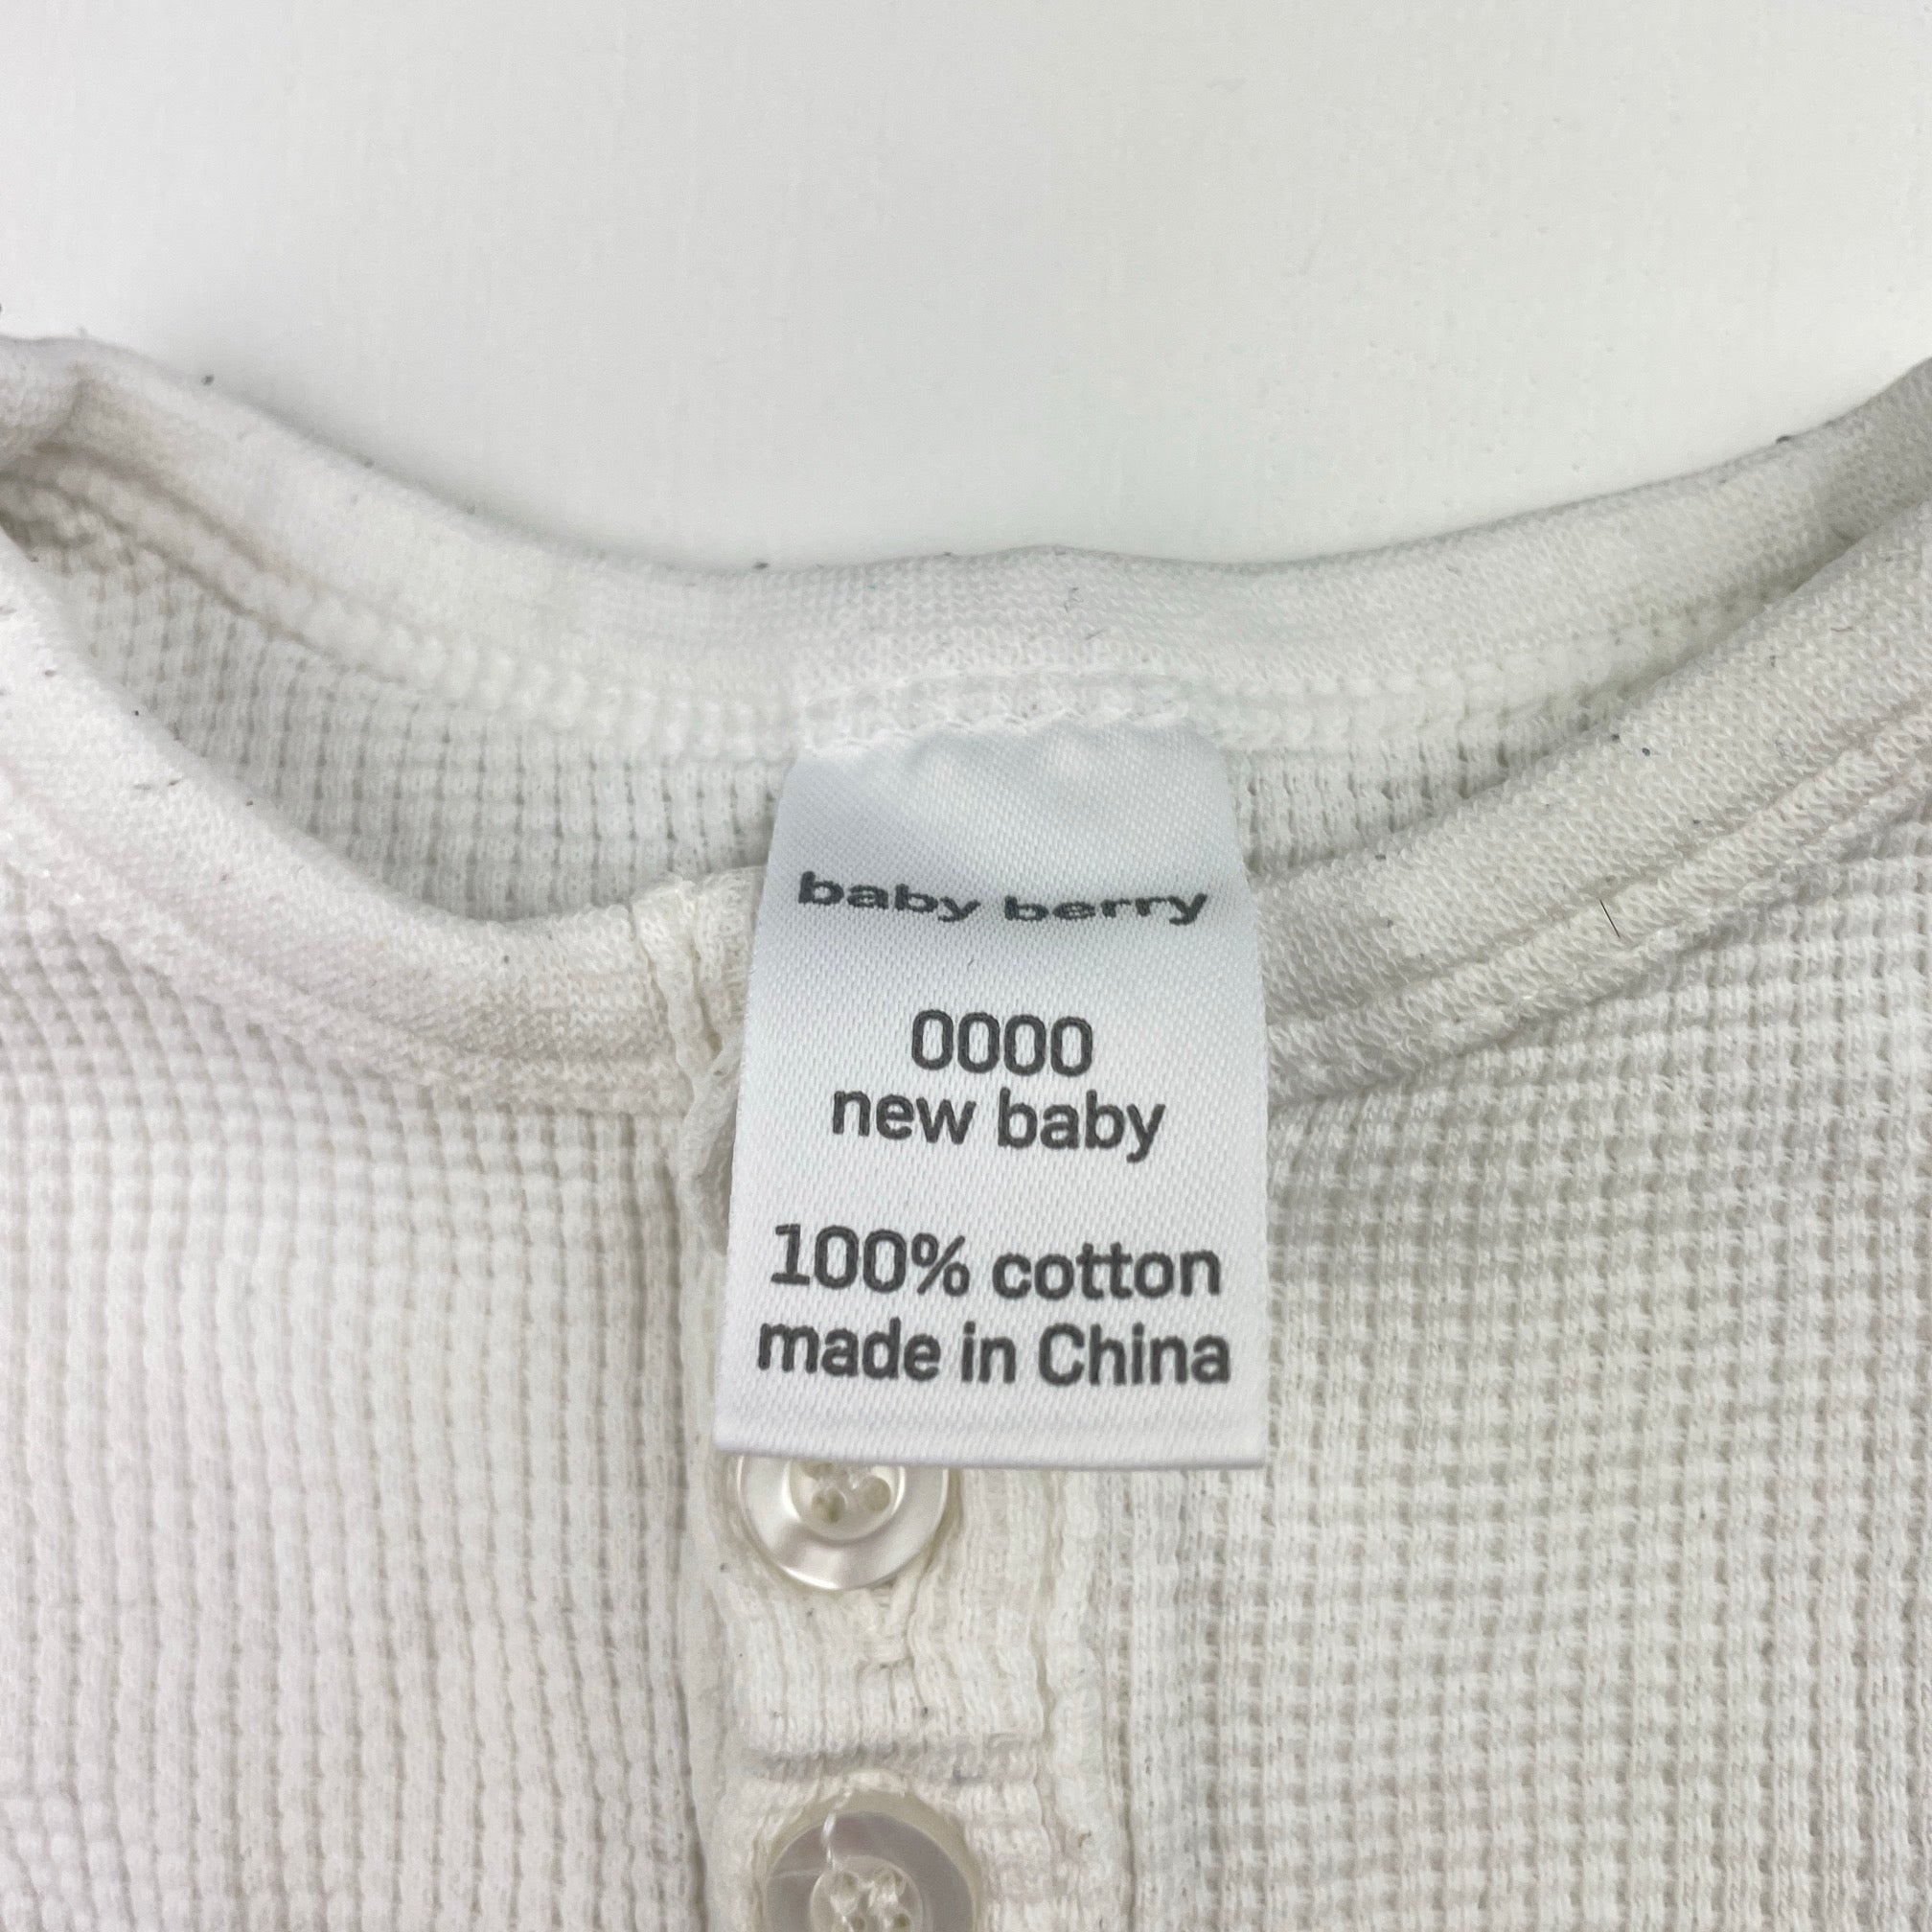 baby berry
0000
new baby
100% cotton
made in China